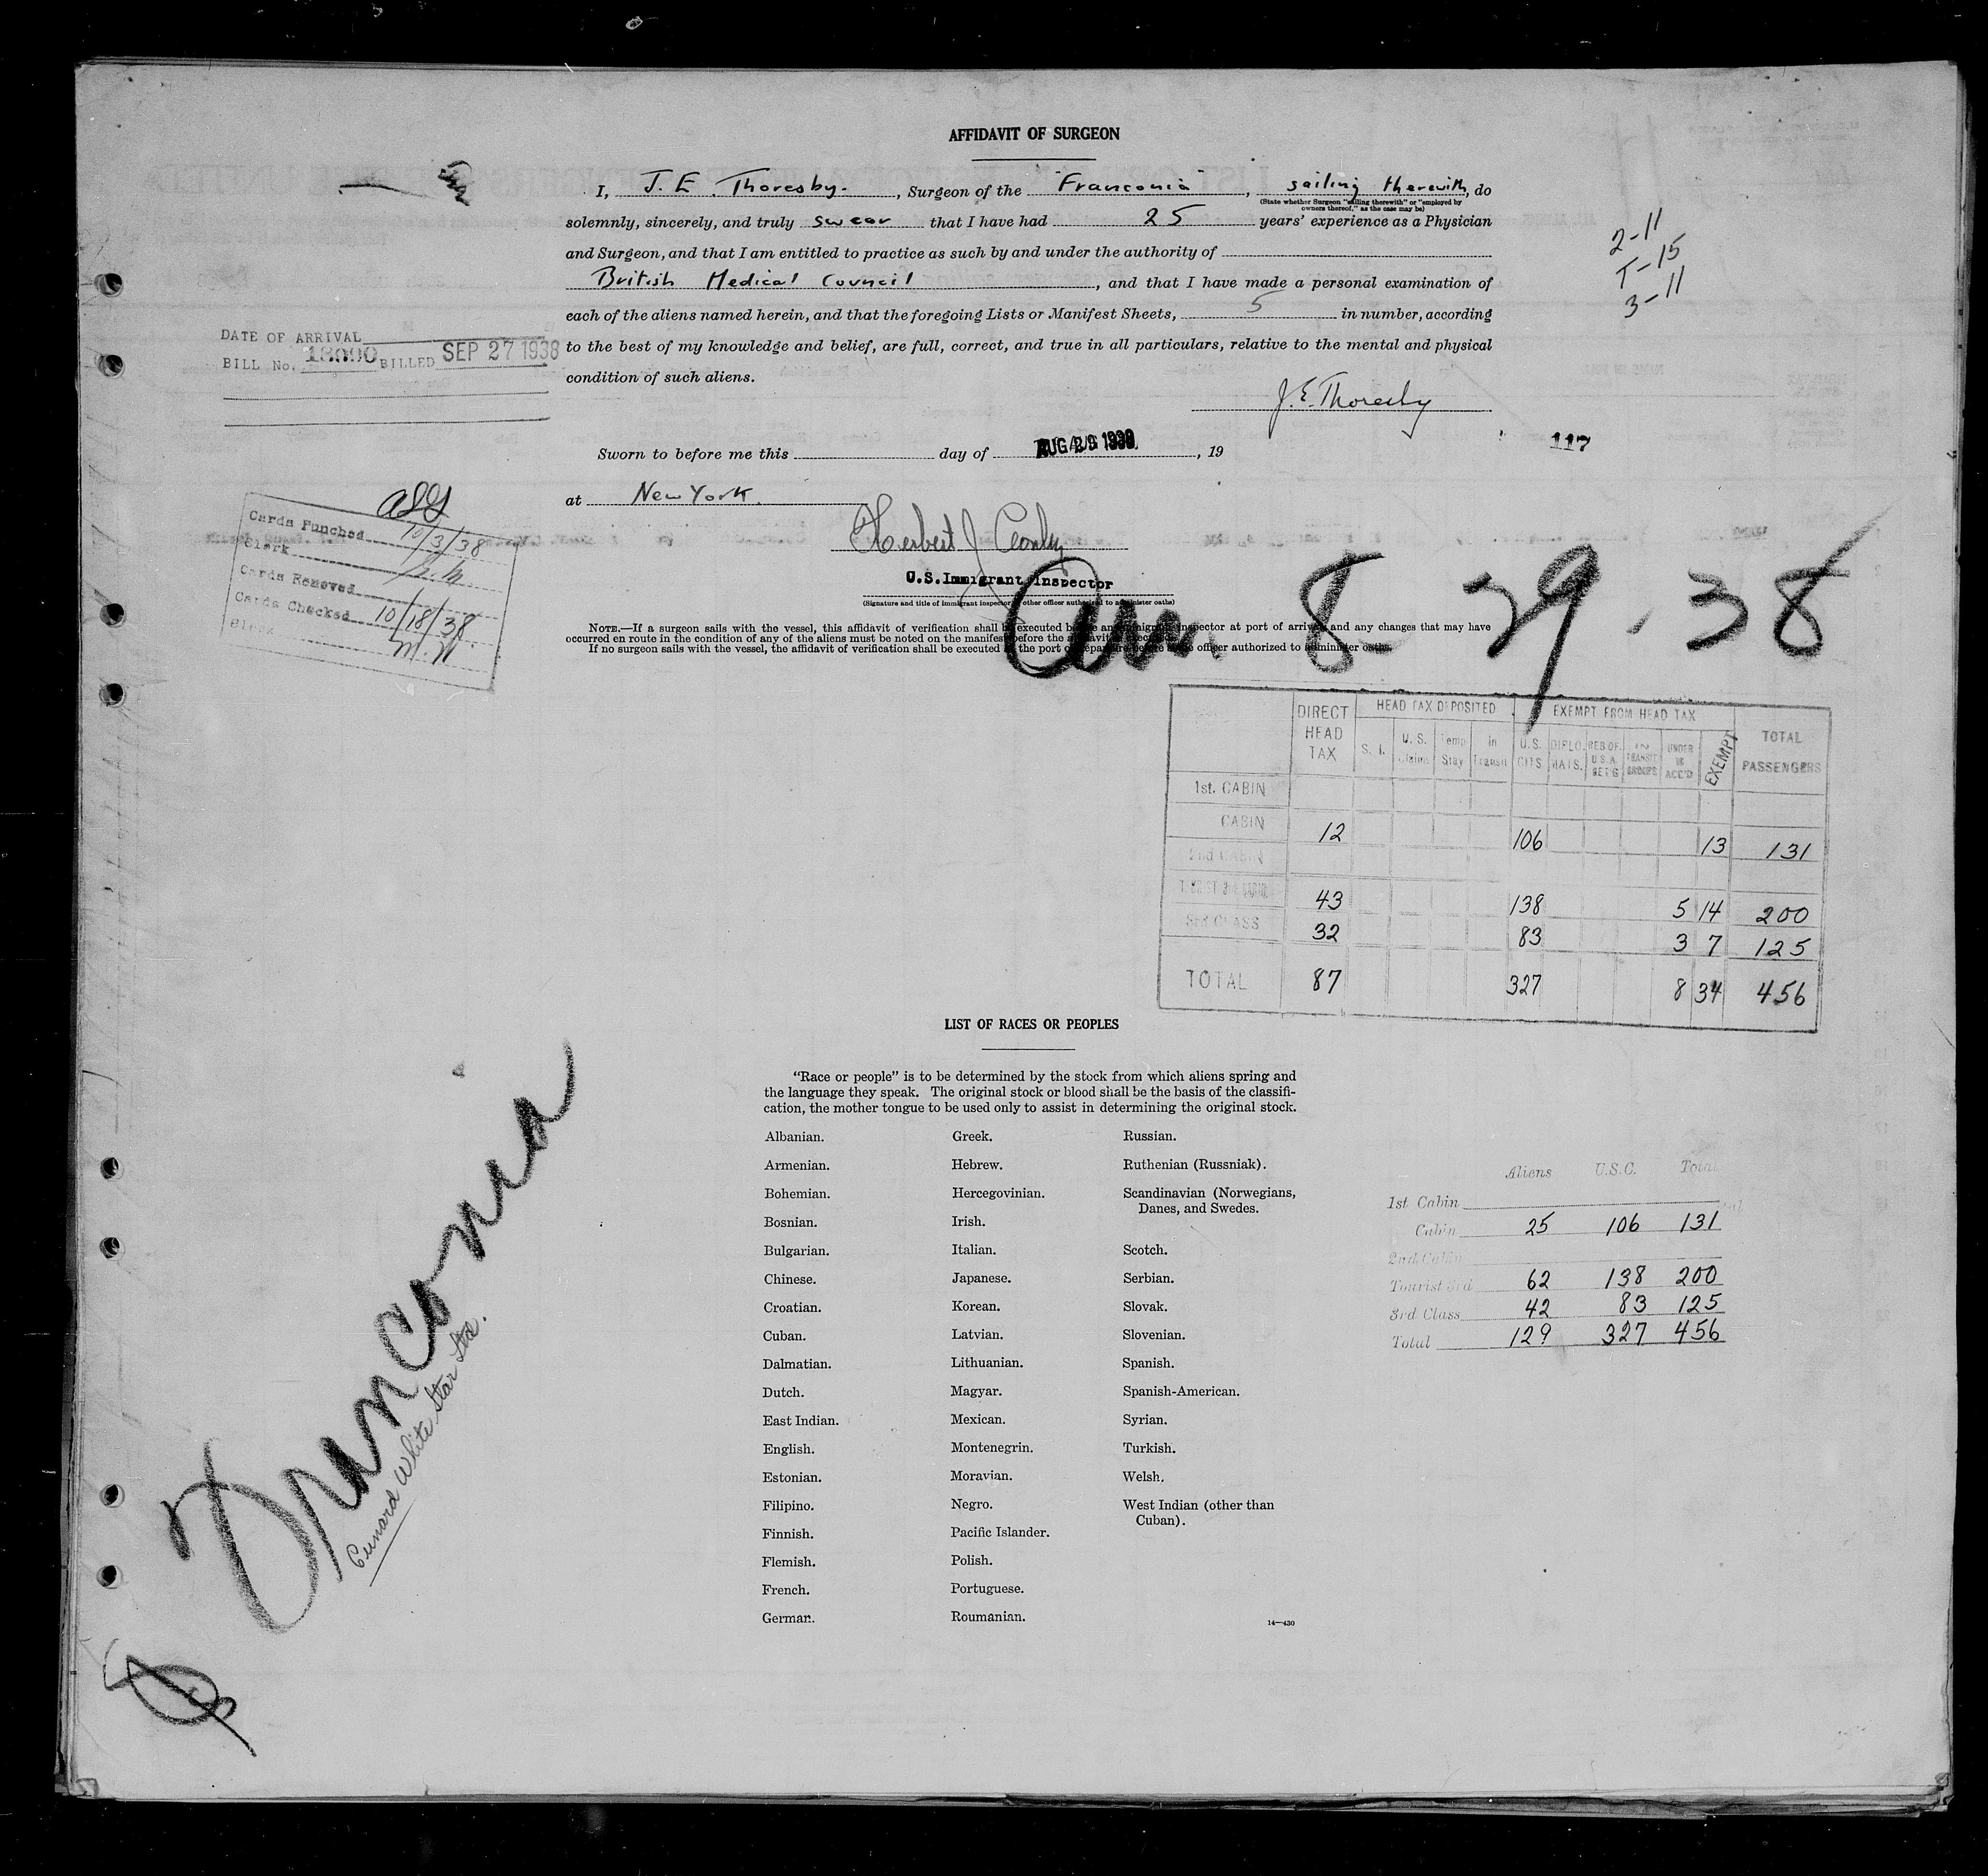 AFFIDAVIT OF SURGEON
I, J. E. Thoresby., Surgeon of the "Franconia", sailing therewith, do
(State whether Surgeon "sailing therewith" or "employed by
owners thereof," as the case may be)
solemnly, sincerely, and truly swear that I have had 25 years' experience as a Physician
and Surgeon, and that I am entitled to practice as such by and under the authority of
British Medical Council, and that I have made a personal examination of
each of the aliens named herein, and that the foregoing Lists or Manifest Sheets, 5 in number, according
to the best of my knowledge and belief, are full, correct, and true in all particulars, relative to the mental and physical
condition of such aliens.
J. E. Thoresby
2-11
T-15
3-11
DATE OF ARRIVAL
BILL No. BILLED SEP 27 1938
Sworn to before me this day of AUG 29 1938, 19
117
at New York.
Herbert J
U.S. Immigrant Inspector
(Signature and title of immigrant inspector or other officer authorized to administer oaths)
Cards Punched 10/3/38
Clerk
Cards Removed
Cards Checked 10/18/38
Clerk
Arr. 8-29-38
NOTE.—If a surgeon sails with the vessel, this affidavit of verification shall be executed before an immigrant inspector at port of arrival and any changes that may have
occurred en route in the condition of any of the aliens must be noted on the manifest before the affidavit is executed.
If no surgeon sails with the vessel, the affidavit of verification shall be executed at the port of departure before an officer authorized to administer oaths.
DIRECT HEAD TAX HEAD TAX DEPOSITED EXEMPT FROM HEAD TAX TOTAL PASSENGERS
S. I. U. S. Claims Temp Stay In Transit U.S. CITS. DIPLO-MATS. RES OF. U.S.A. RET'G IN TRANSIT GROUPS UNDER 16 ACC'D EXEMPT
1st. CABIN
CABIN 12 106 13 131
2nd CABIN
TOURIST 3rd CABIN 43 138 5 14 200
3rd CLASS 32 83 3 7 125
TOTAL 87 327 8 34 456
LIST OF RACES OR PEOPLES
"Race or people" is to be determined by the stock from which aliens spring and
the language they speak. The original stock or blood shall be the basis of the classifi-
cation, the mother tongue to be used only to assist in determining the original stock.
Albanian. Greek. Russian.
Armenian. Hebrew. Ruthenian (Russniak).
Bohemian. Hercegovinian. Scandinavian (Norwegians,
Danes, and Swedes.
Bosnian. Irish.
Bulgarian. Italian. Scotch.
Chinese. Japanese. Serbian.
Croatian. Korean. Slovak.
Cuban. Latvian. Slovenian.
Dalmatian. Lithuanian. Spanish.
Dutch. Magyar. Spanish-American.
East Indian. Mexican. Syrian.
English. Montenegrin. Turkish.
Estonian. Moravian. Welsh.
Filipino. Negro. West Indian (other than
Cuban).
Finnish. Pacific Islander.
Flemish. Polish.
French. Portuguese.
German. Roumanian.
14—430
Aliens U.S.C. Total
1st Cabin
Cabin 25 106 131
2nd Cabin
Tourist 3rd 62 138 200
3rd Class 42 83 125
Total 129 327 456
Franconia
Cunard White Star Ltd.